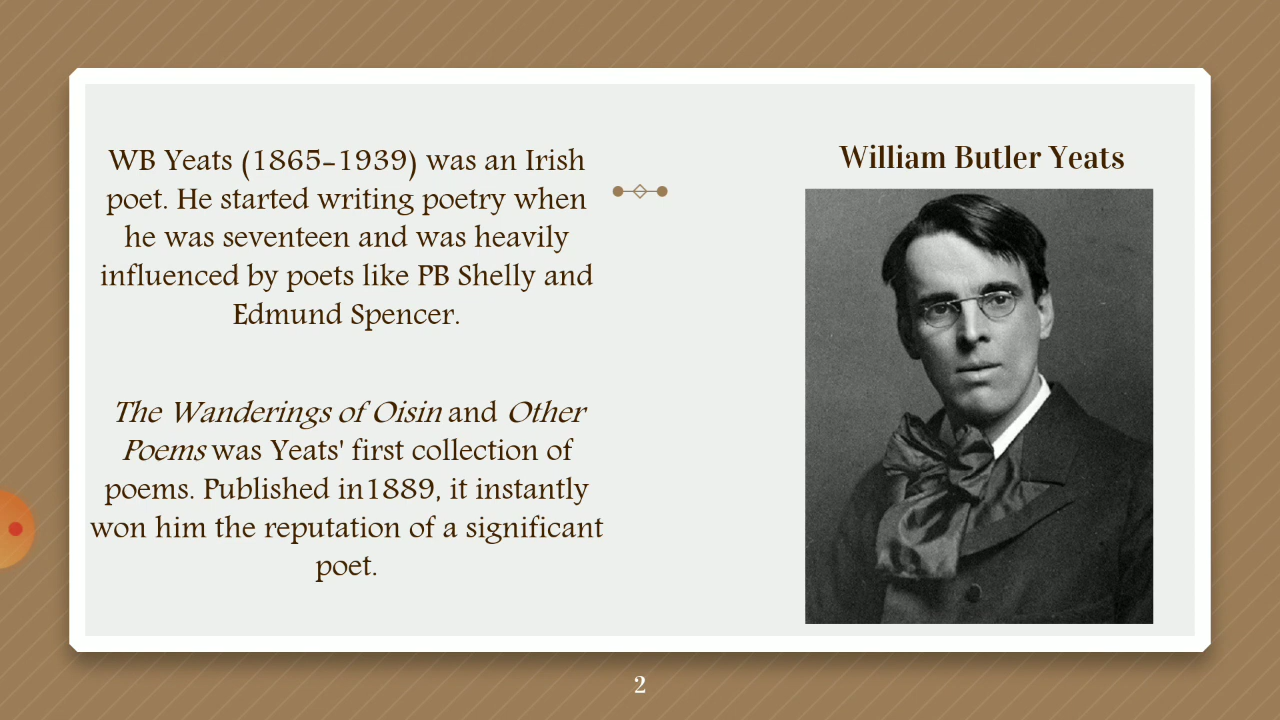 WB Yeats (1865-1939) was an Irish
poet. He started writing poetry when
he was seventeen and was heavily
influenced by poets like PB Shelly and
Edmund Spencer.
The Wanderings of Oisin and Other
Poems was Yeats' first collection of
poems. Published in1889, it instantly
won him the reputation of a significant
poet.
William Butler Yeats
2